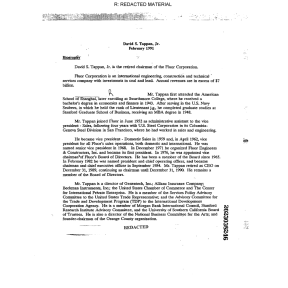 R: REDACTED MATERIAL
David S. Tappan, Jr.
February 1991
Biography
David S. Tappan, Jr. is the retired chairman of the Fluor Corporation.
Fluor Corporation is an international engineering, construction and technical
services company with investments in coal and lead. Annual revenues are in excess of $7
billion.
Mr. Tappan first attended the American
School of Shanghai, later receiving at Swarthmore College, where he received a
bachelor's degree in economics and finance in 1943. After serving in the U.S. Navy
Seabees, in which he held the rank of Lieutenant j.g., he completed graduate studies at
Stanford Graduate School of Business, receiving an MBA degree in 1948.
Mr. Tappan joined Fluor in June 1952 as administrative assistant to the vice
president - Sales, following four years with U.S. Steel Corporation in its Columbia-
Geneva Steel Division in San Francisco, where he had worked in sales and engineering.
He became vice president - Domestic Sales in 1959 and, in April 1962, vice
president for all Fluor's sales operations, both domestic and international. He was
named senior vice president in 1968. In December 1971 he organized Fluor Engineers
& Constructors, Inc. and became its first president. In 1976, he was appointed vice
chairman of Fluor's Board of Directors. He has been a member of the Board since 1965.
In February 1982 he was named president and chief operating officer, and became
chairman and chief executive officer in September 1984. Mr. Tappan retired as CEO on
December 31, 1989, continuing as chairman until December 31, 1990. He remains a
member of the Board of Directors.
Mr. Tappan is a director of Genentech, Inc.; Allianz Insurance Company;
Beckman Instruments, Inc.; the United States Chamber of Commerce and The Center
for International Private Enterprise. He is a member of the Services Policy Advisory
Committee to the United States Trade Representative; and the Advisory Committee for
the Trade and Development Program (TDP) to the International Development
Cooperation Agency. He is a member of Morgan Bank International Council, Stanford
Research Institute Advisory Committee, and the University of Southern California Board
of Trustees. He is also a director of the National Business Committee for the Arts; and
founder-chairman of the Orange County organization.
REDACTED